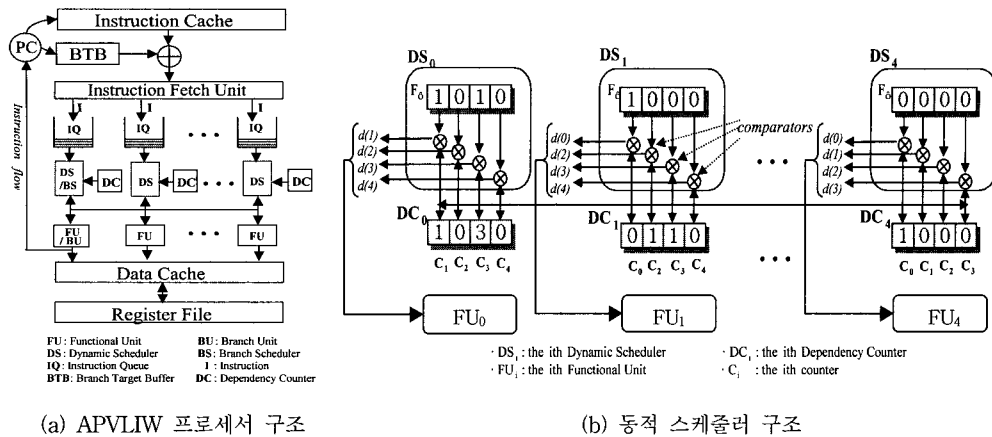 Instruction Cache
PC
BTB
Instruction Fetch Unit
I I I
IQ IQ • • • IQ
Instruction flow
DS /BS DC DS DC • • • DS DC
FU / BU FU • • • FU
Data Cache
Register File
FU : Functional Unit BU : Branch Unit
DS : Dynamic Scheduler BS : Branch Scheduler
IQ : Instruction Queue I : Instruction
BTB : Branch Target Buffer DC : Dependency Counter
(a) APVLIW 프로세서 구조
DS0 DS1 DS4
Fδ 1 0 1 0 Fδ 1 0 0 0 Fδ 0 0 0 0
comparators
d(1) d(0) d(0)
d(2) d(2) d(1)
d(3) d(3) d(2)
d(4) d(4) d(3)
• • •
DC0 DC1 DC4
1 0 3 0 0 1 1 0 1 0 0 0
C1 C2 C3 C4 C0 C2 C3 C4 C0 C1 C2 C3
• • •
FU0 FU1 FU4
· DSi : the ith Dynamic Scheduler · DCi : the ith Dependency Counter
· FUi : the ith Functional Unit · Ci : the ith counter
(b) 동적 스케줄러 구조